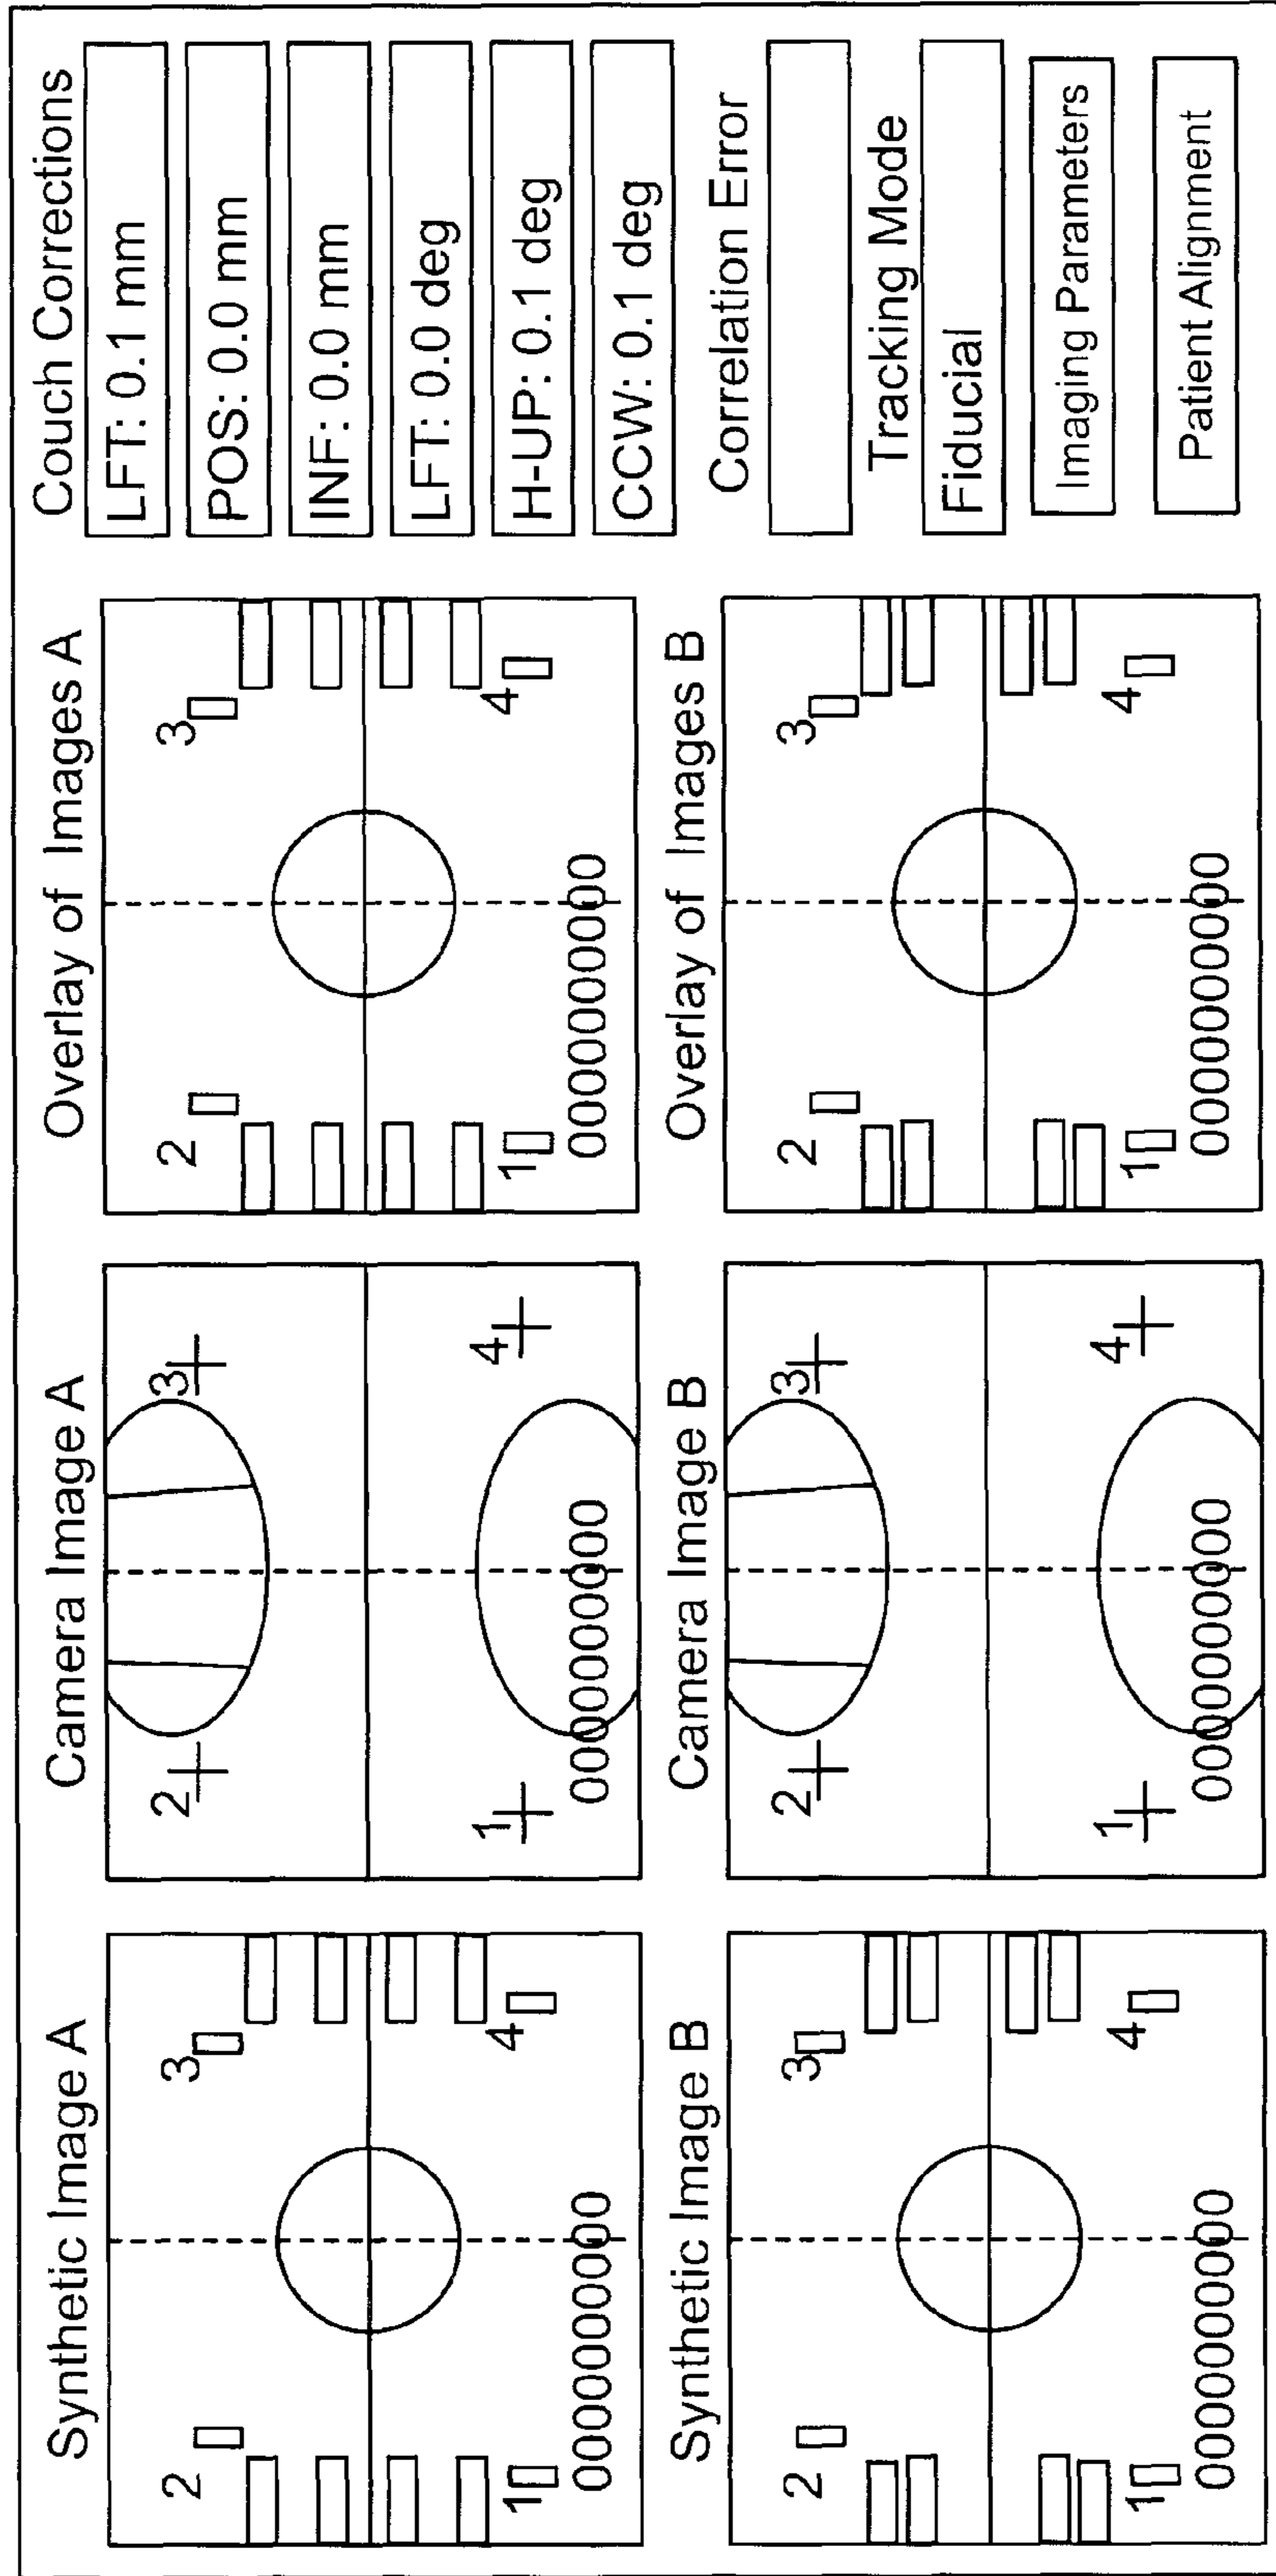 Synthetic Image A
2
3
1
4
0000000000
Camera Image A
2
3
1
4
0000000000
Overlay of Images A
2
3
1
4
0000000000
Synthetic Image B
2
3
1
4
0000000000
Camera Image B
2
3
1
4
0000000000
Overlay of Images B
2
3
1
4
0000000000
Couch Corrections
LFT: 0.1 mm
POS: 0.0 mm
INF: 0.0 mm
LFT: 0.0 deg
H-UP: 0.1 deg
CCW: 0.1 deg
Correlation Error
Tracking Mode
Fiducial
Imaging Parameters
Patient Alignment